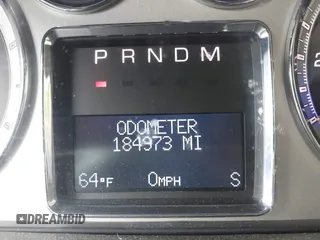 P R N D M
ODOMETER
184973 MI
64°F 0MPH S
DREAMBID